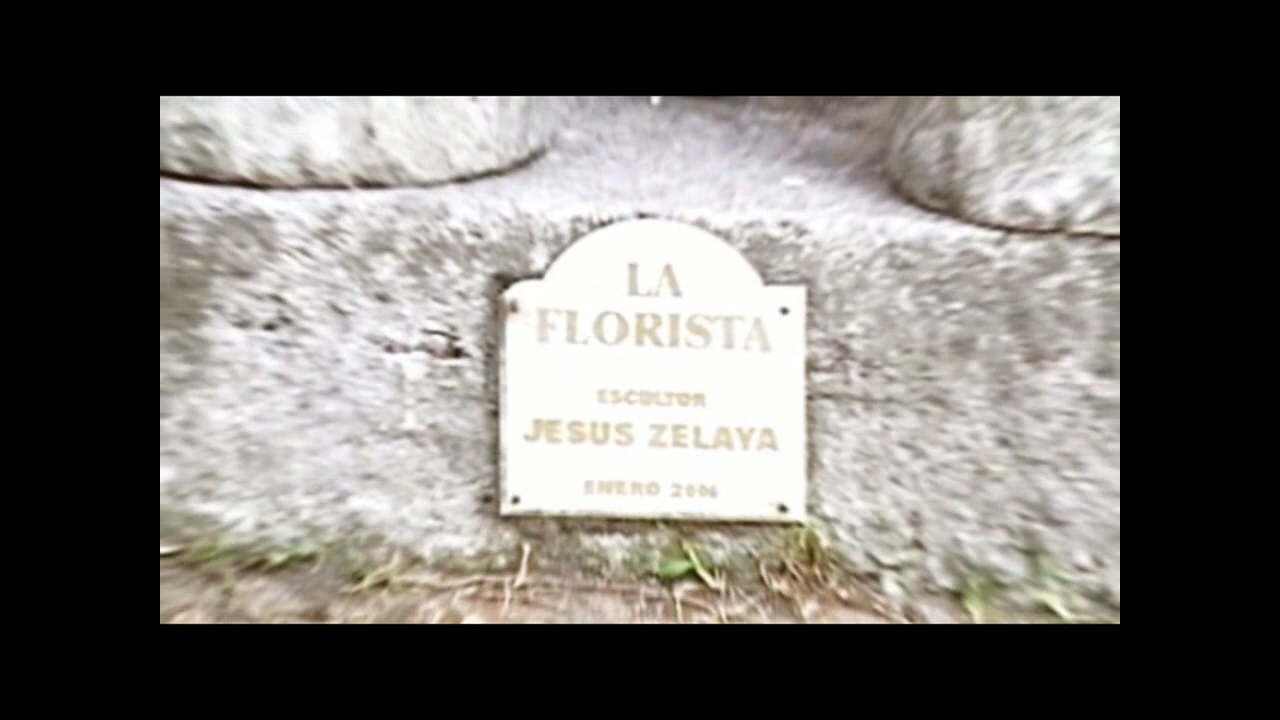 LA
FLORISTA
ESCULTOR
JESUS ZELAYA
ENERO 2006